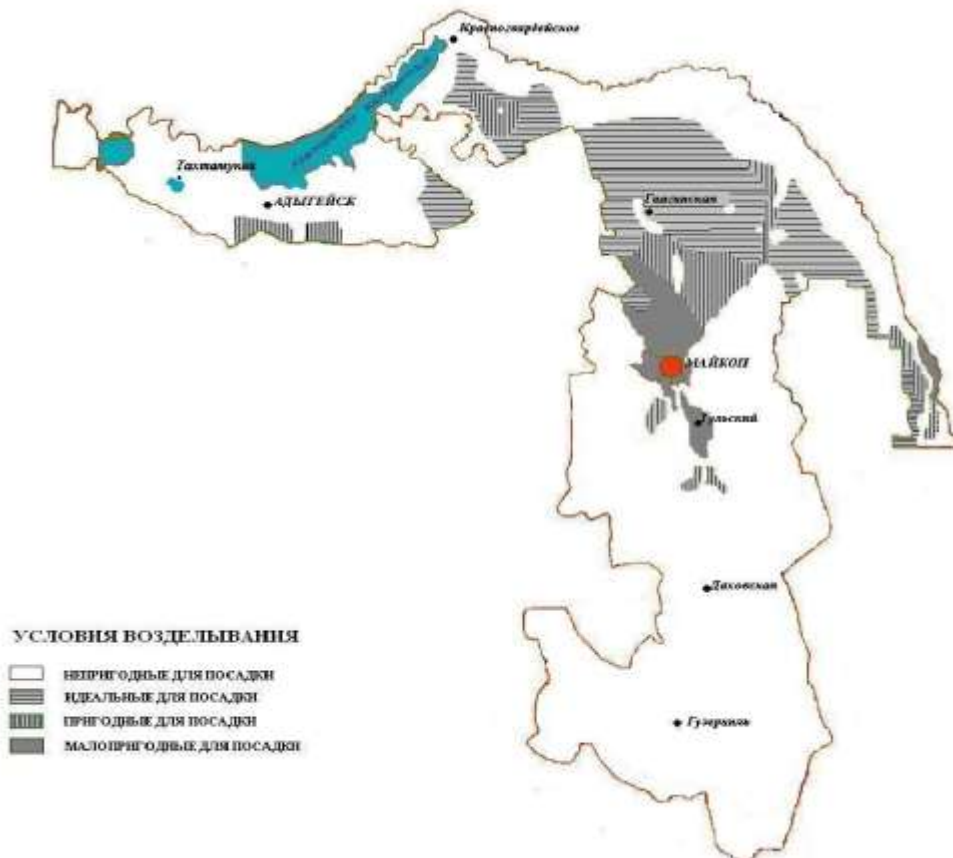 Красногвардейское
Тахтамукай
АДЫГЕЙСК
Гиагинская
МАЙКОП
Тульский
Даховская
Гузерипль
УСЛОВИЯ ВОЗДЕЛЫВАНИЯ
НЕПРИГОДНЫЕ ДЛЯ ПОСАДКИ
ИДЕАЛЬНЫЕ ДЛЯ ПОСАДКИ
ПРИГОДНЫЕ ДЛЯ ПОСАДКИ
МАЛОПРИГОДНЫЕ ДЛЯ ПОСАДКИ